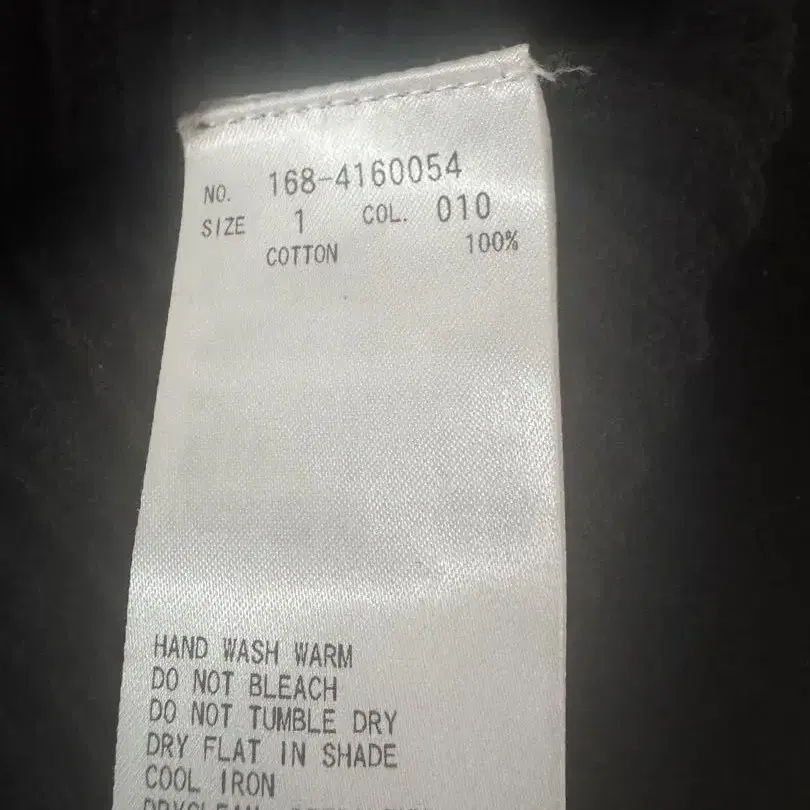 NO. 168-4160054
SIZE 1 COL. 010
COTTON 100%
HAND WASH WARM
DO NOT BLEACH
DO NOT TUMBLE DRY
DRY FLAT IN SHADE
COOL IRON